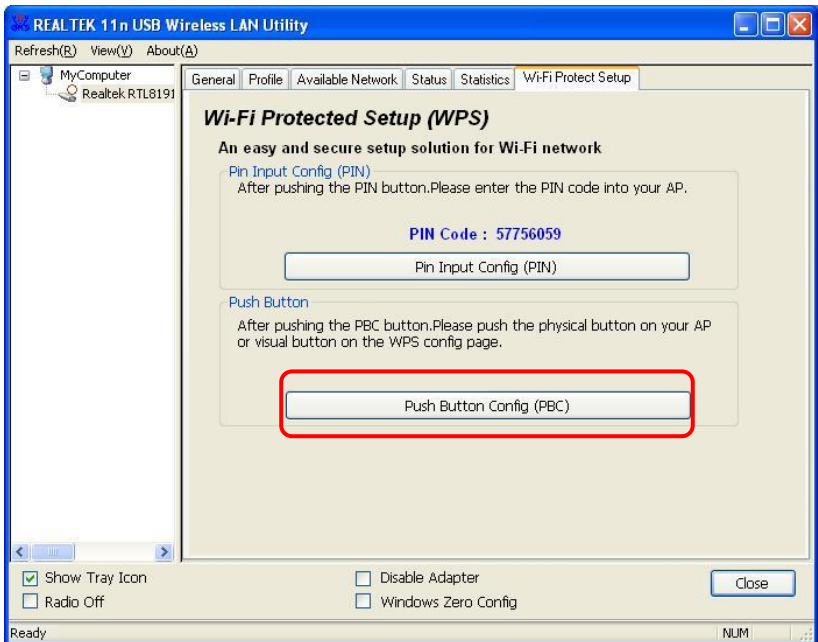 REALTEK 11n USB Wireless LAN Utility
Refresh(R) View(V) About(A)
MyComputer
Realtek RTL8191
General Profile Available Network Status Statistics Wi-Fi Protect Setup
Wi-Fi Protected Setup (WPS)
An easy and secure setup solution for Wi-Fi network
Pin Input Config (PIN)
After pushing the PIN button.Please enter the PIN code into your AP.
PIN Code : 57756059
Pin Input Config (PIN)
Push Button
After pushing the PBC button.Please push the physical button on your AP
or visual button on the WPS config page.
Push Button Config (PBC)
Show Tray Icon
Disable Adapter
Close
Radio Off
Windows Zero Config
Ready
NUM